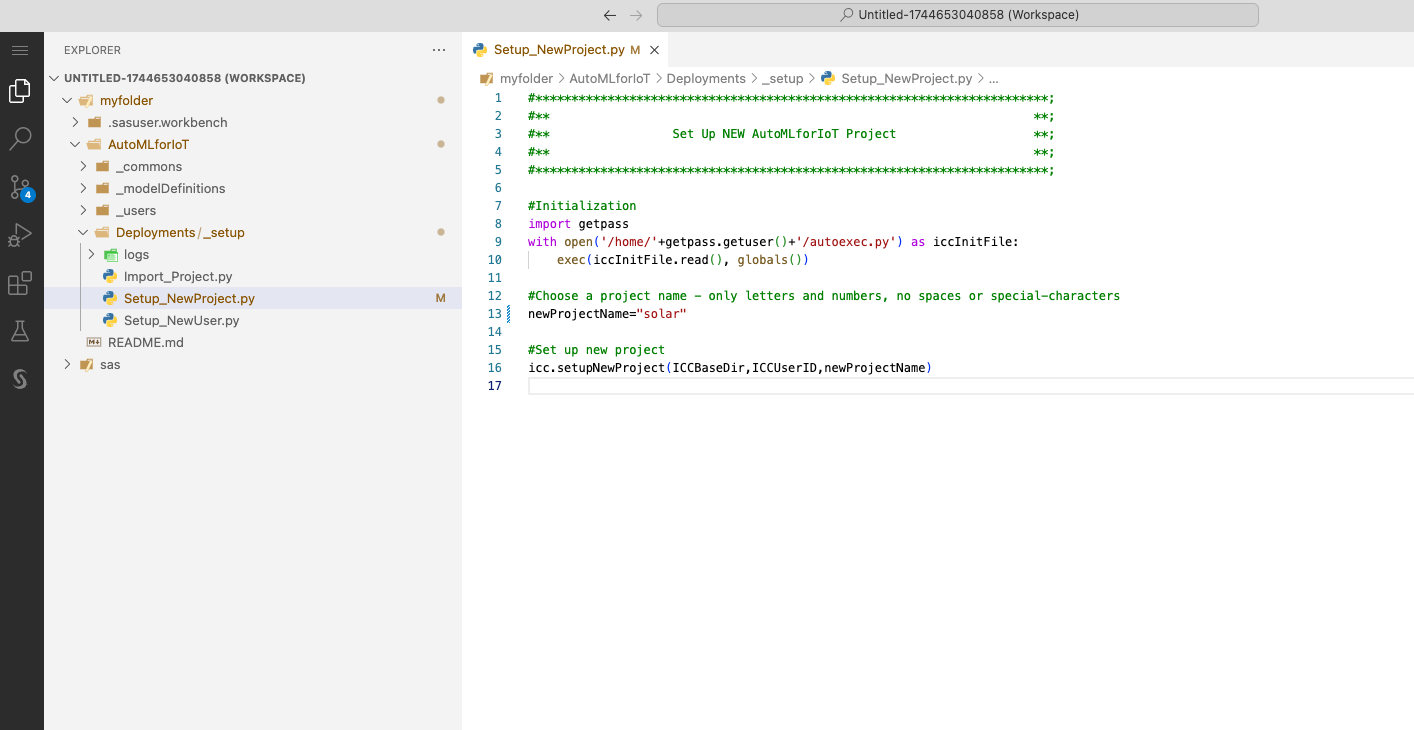 Untitled-1744653040858 (Workspace)
EXPLORER
UNTITLED-1744653040858 (WORKSPACE)
myfolder
.sasuser.workbench
AutoMLforIoT
_commons
_modelDefinitions
_users
Deployments / _setup
logs
Import_Project.py
Setup_NewProject.py M
Setup_NewUser.py
README.md
sas
4
Setup_NewProject.py M
myfolder > AutoMLforIoT > Deployments > _setup > Setup_NewProject.py > ...
1 #***********************************************************************;
2 #** **;
3 #** Set Up NEW AutoMLforIoT Project **;
4 #** **;
5 #***********************************************************************;
6
7 #Initialization
8 import getpass
9 with open('/home/'+getpass.getuser()+'/autoexec.py') as iccInitFile:
10 exec(iccInitFile.read(), globals())
11
12 #Choose a project name – only letters and numbers, no spaces or special-characters
13 newProjectName="solar"
14
15 #Set up new project
16 icc.setupNewProject(ICCBaseDir,ICCUserID,newProjectName)
17